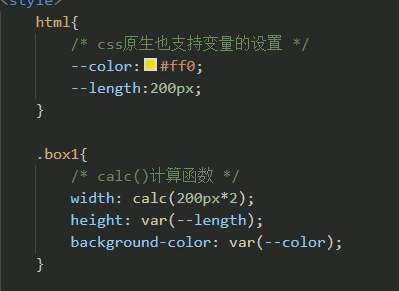 <style>
html{
/* css原生也支持变量的设置 */
--color:#ff0;
--length:200px;
}
.box1{
/* calc()计算函数 */
width: calc(200px*2);
height: var(--length);
background-color: var(--color);
}